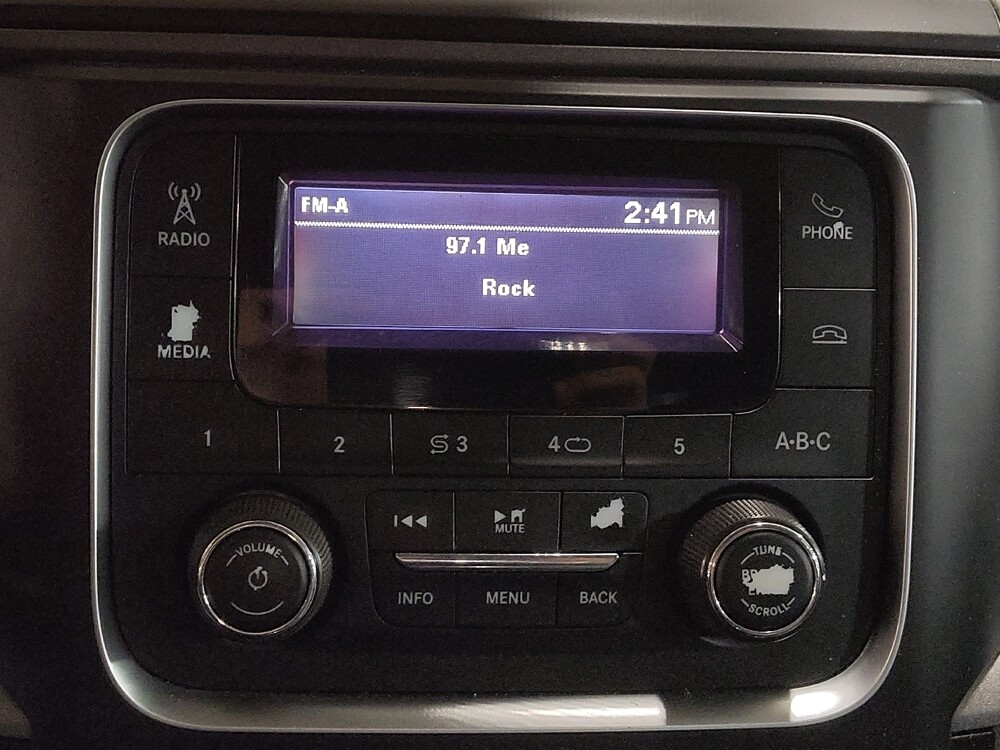 FM-A 2:41PM
97.1 Me
Rock
RADIO
PHONE
MEDIA
1 2 3 4 5 A·B·C
MUTE
VOLUME
INFO MENU BACK
TUNE
SCROLL